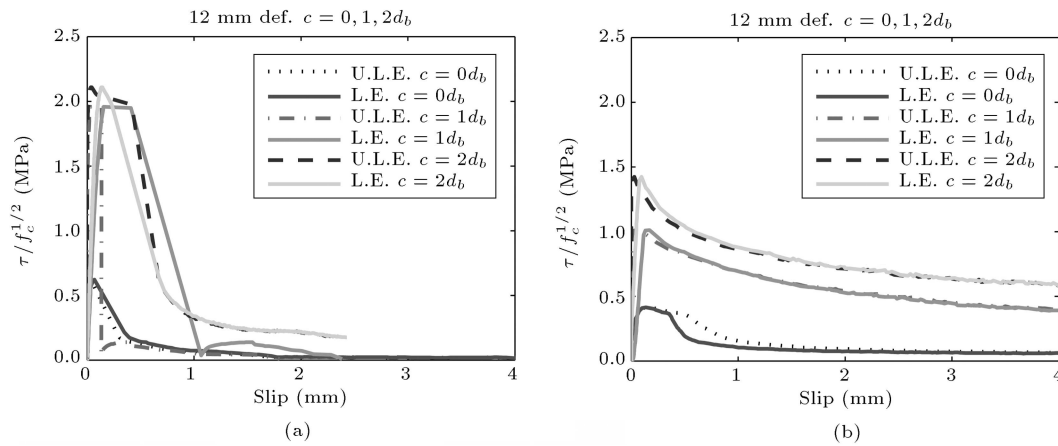 12 mm def. c = 0, 1, 2d_b
2.5
2.0
1.5
1.0
0.5
0.0
τ/f_c^{1/2} (MPa)
U.L.E. c = 0d_b
L.E. c = 0d_b
U.L.E. c = 1d_b
L.E. c = 1d_b
U.L.E. c = 2d_b
L.E. c = 2d_b
0 1 2 3 4
Slip (mm)
(a)
12 mm def. c = 0, 1, 2d_b
2.5
2.0
1.5
1.0
0.5
0.0
τ/f_c^{1/2} (MPa)
U.L.E. c = 0d_b
L.E. c = 0d_b
U.L.E. c = 1d_b
L.E. c = 1d_b
U.L.E. c = 2d_b
L.E. c = 2d_b
0 1 2 3 4
Slip (mm)
(b)